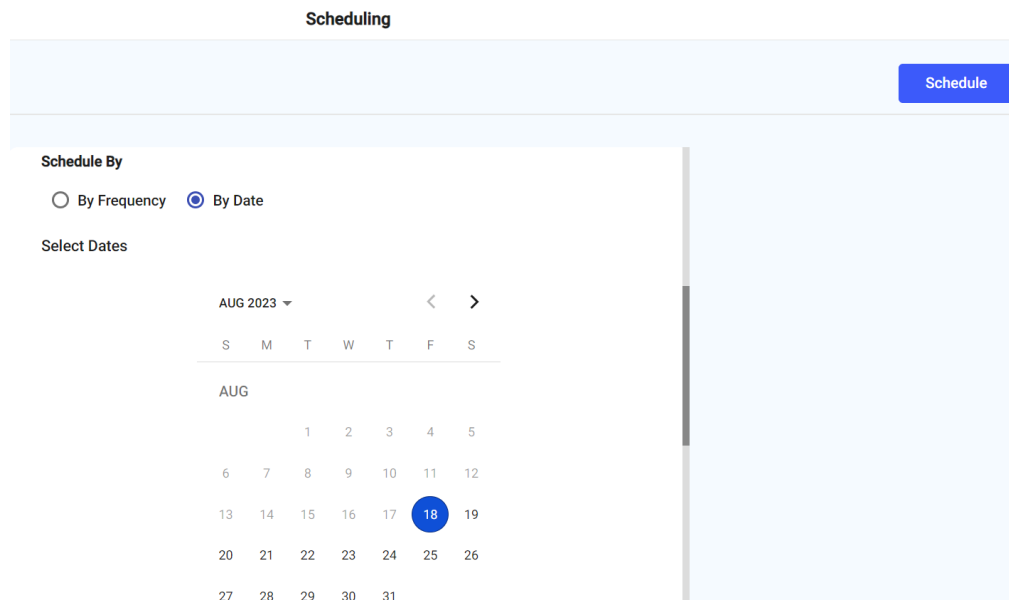 Scheduling
Schedule
Schedule By
By Frequency By Date
Select Dates
AUG 2023
S M T W T F S
AUG
1 2 3 4 5
6 7 8 9 10 11 12
13 14 15 16 17 18 19
20 21 22 23 24 25 26
27 28 29 30 31